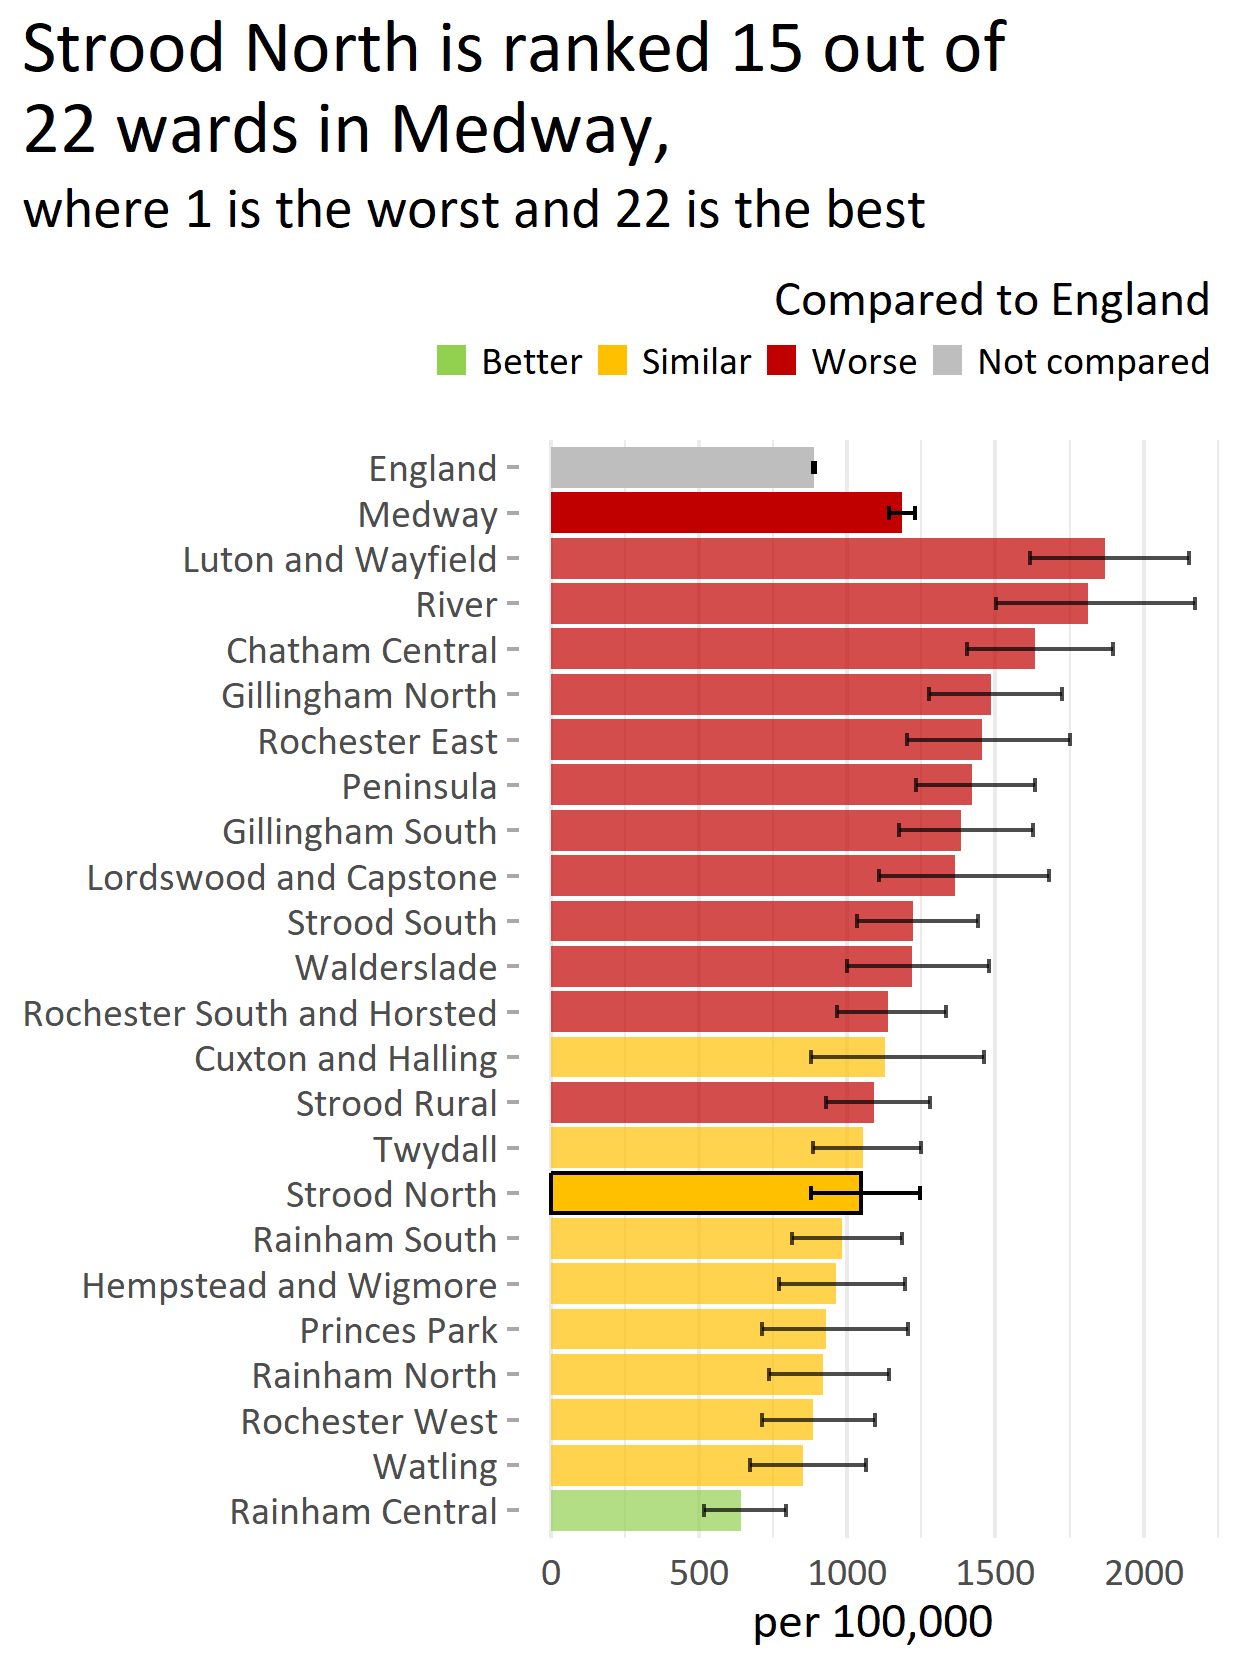 Strood North is ranked 15 out of
22 wards in Medway,
where 1 is the worst and 22 is the best
Compared to England
Better Similar Worse Not compared
England
Medway
Luton and Wayfield
River
Chatham Central
Gillingham North
Rochester East
Peninsula
Gillingham South
Lordswood and Capstone
Strood South
Walderslade
Rochester South and Horsted
Cuxton and Halling
Strood Rural
Twydall
Strood North
Rainham South
Hempstead and Wigmore
Princes Park
Rainham North
Rochester West
Watling
Rainham Central
0 500 1000 1500 2000
per 100,000